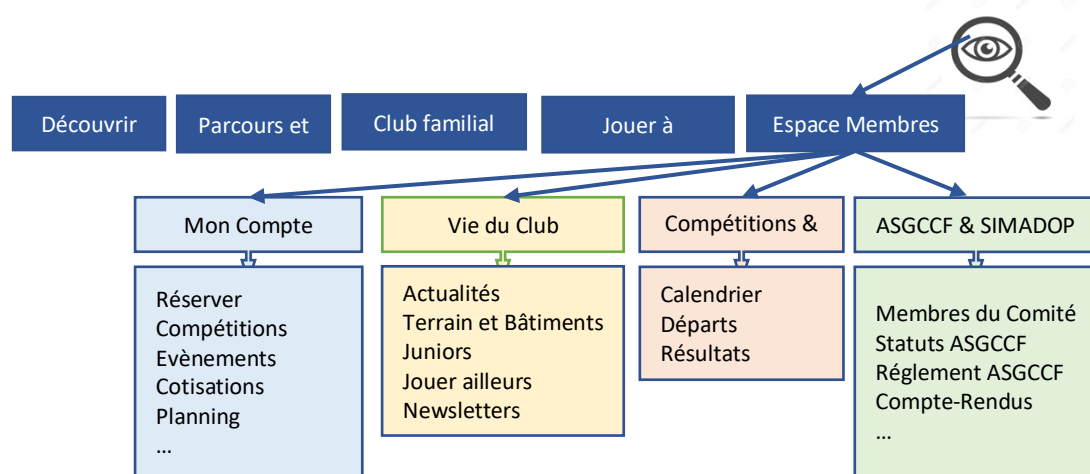 Découvrir
Parcours et
Club familial
Jouer à
Espace Membres
Mon Compte
Vie du Club
Compétitions &
ASGCCF & SIMADOP
Réserver
Compétitions
Evènements
Cotisations
Planning
…
Actualités
Terrain et Bâtiments
Juniors
Jouer ailleurs
Newsletters
Calendrier
Départs
Résultats
Membres du Comité
Statuts ASGCCF
Réglement ASGCCF
Compte-Rendus
…